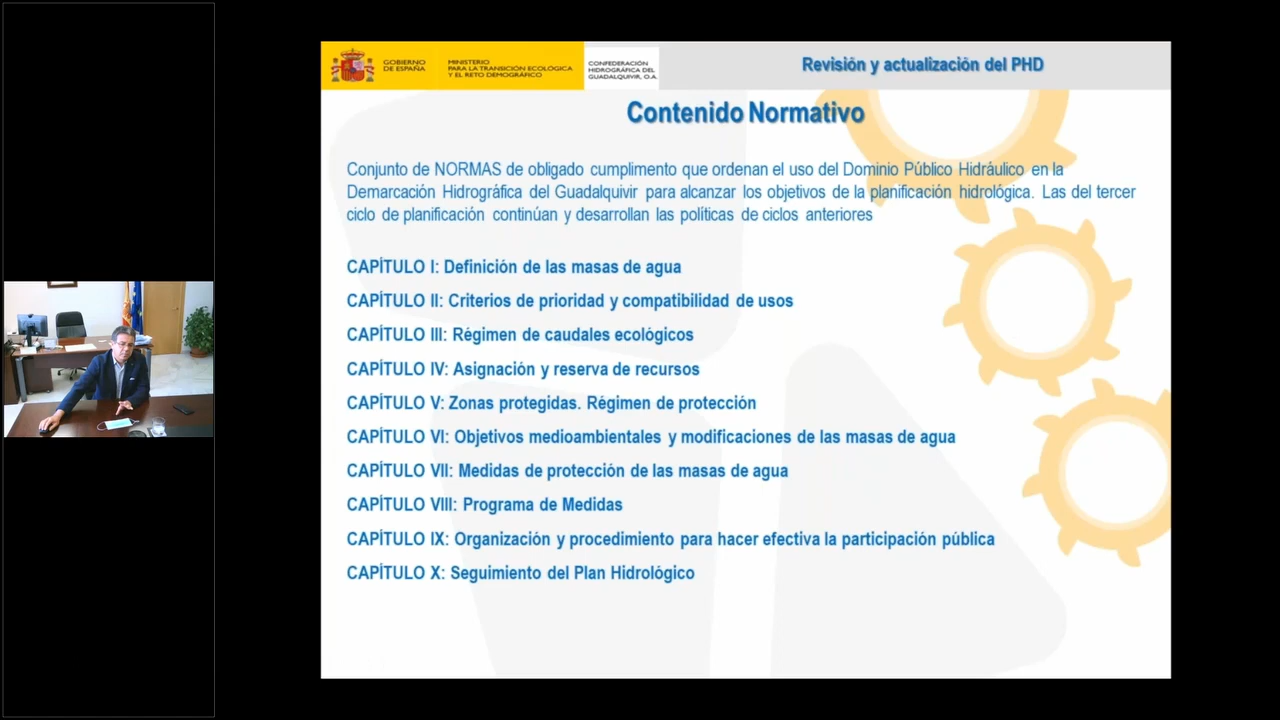 GOBIERNO
DE ESPAÑA
MINISTERIO
PARA LA TRANSICIÓN ECOLÓGICA
Y EL RETO DEMOGRÁFICO
CONFEDERACIÓN
HIDROGRÁFICA DEL
GUADALQUIVIR, O.A.
Revisión y actualización del PHD
Contenido Normativo
Conjunto de NORMAS de obligado cumplimento que ordenan el uso del Dominio Público Hidráulico en la
Demarcación Hidrográfica del Guadalquivir para alcanzar los objetivos de la planificación hidrológica. Las del tercer
ciclo de planificación continúan y desarrollan las políticas de ciclos anteriores
CAPÍTULO I: Definición de las masas de agua
CAPÍTULO II: Criterios de prioridad y compatibilidad de usos
CAPÍTULO III: Régimen de caudales ecológicos
CAPÍTULO IV: Asignación y reserva de recursos
CAPÍTULO V: Zonas protegidas. Régimen de protección
CAPÍTULO VI: Objetivos medioambientales y modificaciones de las masas de agua
CAPÍTULO VII: Medidas de protección de las masas de agua
CAPÍTULO VIII: Programa de Medidas
CAPÍTULO IX: Organización y procedimiento para hacer efectiva la participación pública
CAPÍTULO X: Seguimiento del Plan Hidrológico